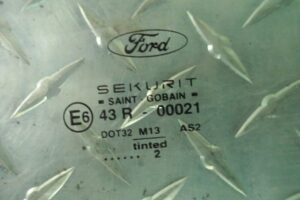 Ford
SEKURIT
= SAINT - GOBAIN =
E6 43 R - 00021
DOT32 M13 AS2
tinted
...... 2